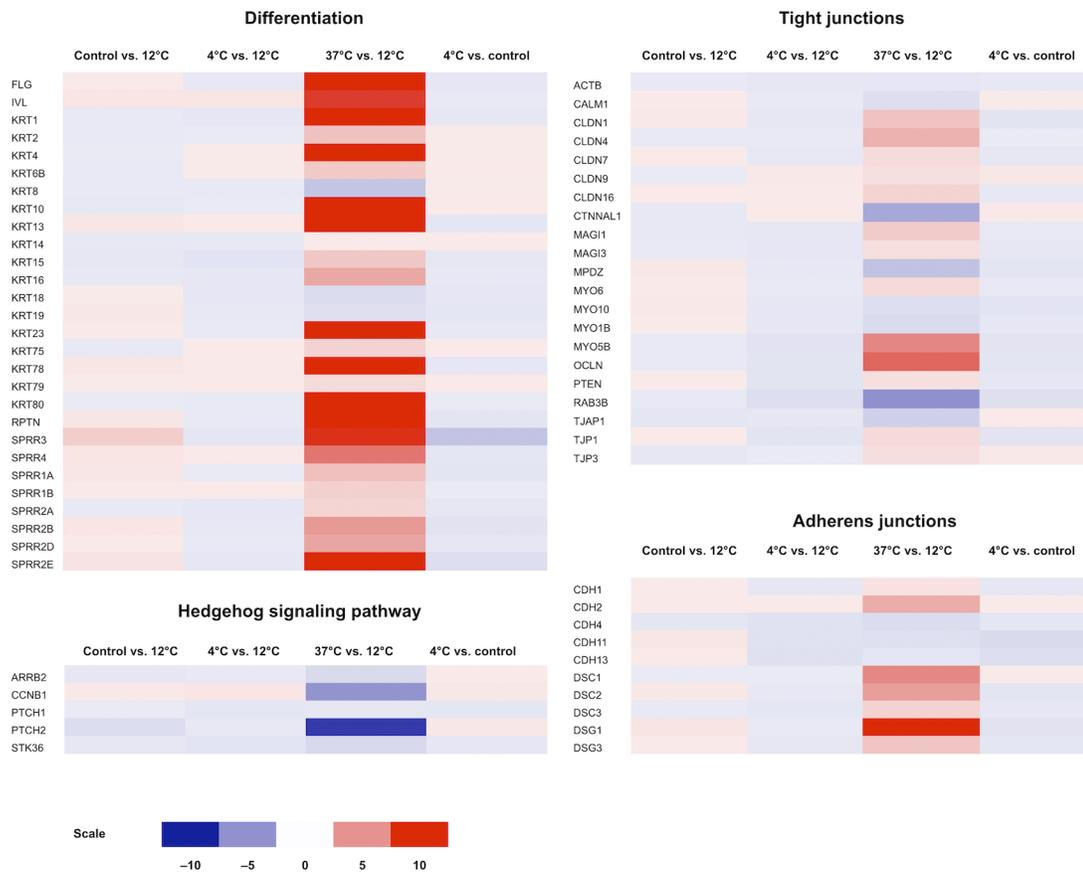 Differentiation
Control vs. 12°C 4°C vs. 12°C 37°C vs. 12°C 4°C vs. control
FLG
IVL
KRT1
KRT2
KRT4
KRT6B
KRT8
KRT10
KRT13
KRT14
KRT15
KRT16
KRT18
KRT19
KRT23
KRT75
KRT78
KRT79
KRT80
RPTN
SPRR3
SPRR4
SPRR1A
SPRR1B
SPRR2A
SPRR2B
SPRR2D
SPRR2E
Hedgehog signaling pathway
Control vs. 12°C 4°C vs. 12°C 37°C vs. 12°C 4°C vs. control
ARRB2
CCNB1
PTCH1
PTCH2
STK36
Tight junctions
Control vs. 12°C 4°C vs. 12°C 37°C vs. 12°C 4°C vs. control
ACTB
CALM1
CLDN1
CLDN4
CLDN7
CLDN9
CLDN16
CTNNAL1
MAGI1
MAGI3
MPDZ
MYO6
MYO10
MYO1B
MYO5B
OCLN
PTEN
RAB3B
TJAP1
TJP1
TJP3
Adherens junctions
Control vs. 12°C 4°C vs. 12°C 37°C vs. 12°C 4°C vs. control
CDH1
CDH2
CDH4
CDH11
CDH13
DSC1
DSC2
DSC3
DSG1
DSG3
Scale
–10 –5 0 5 10